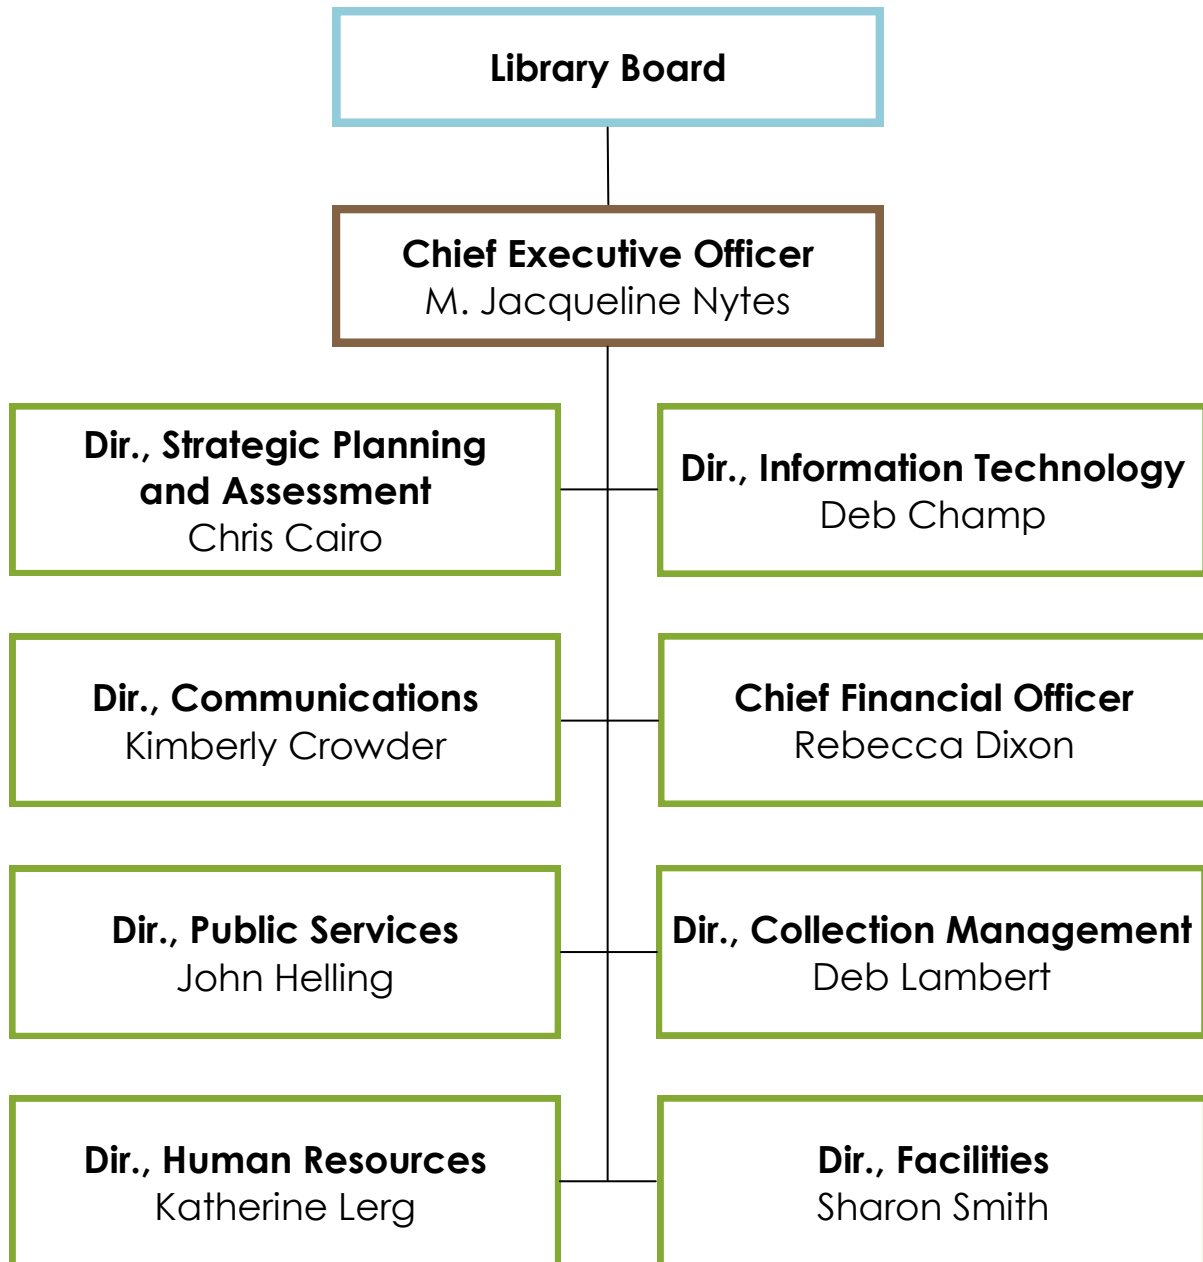 Library Board
Chief Executive Officer
M. Jacqueline Nytes
Dir., Strategic Planning
and Assessment
Chris Cairo
Dir., Information Technology
Deb Champ
Dir., Communications
Kimberly Crowder
Chief Financial Officer
Rebecca Dixon
Dir., Public Services
John Helling
Dir., Collection Management
Deb Lambert
Dir., Human Resources
Katherine Lerg
Dir., Facilities
Sharon Smith